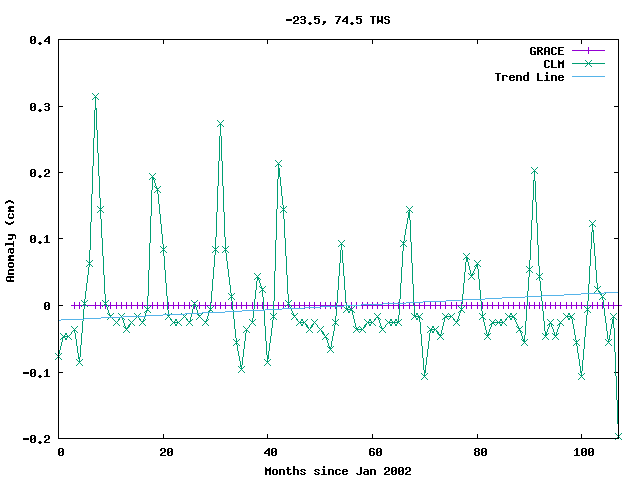 -23.5, 74.5 TWS
GRACE
CLM
Trend Line
0.4
0.3
0.2
0.1
0
-0.1
-0.2
Anomaly (cm)
0 20 40 60 80 100
Months since Jan 2002